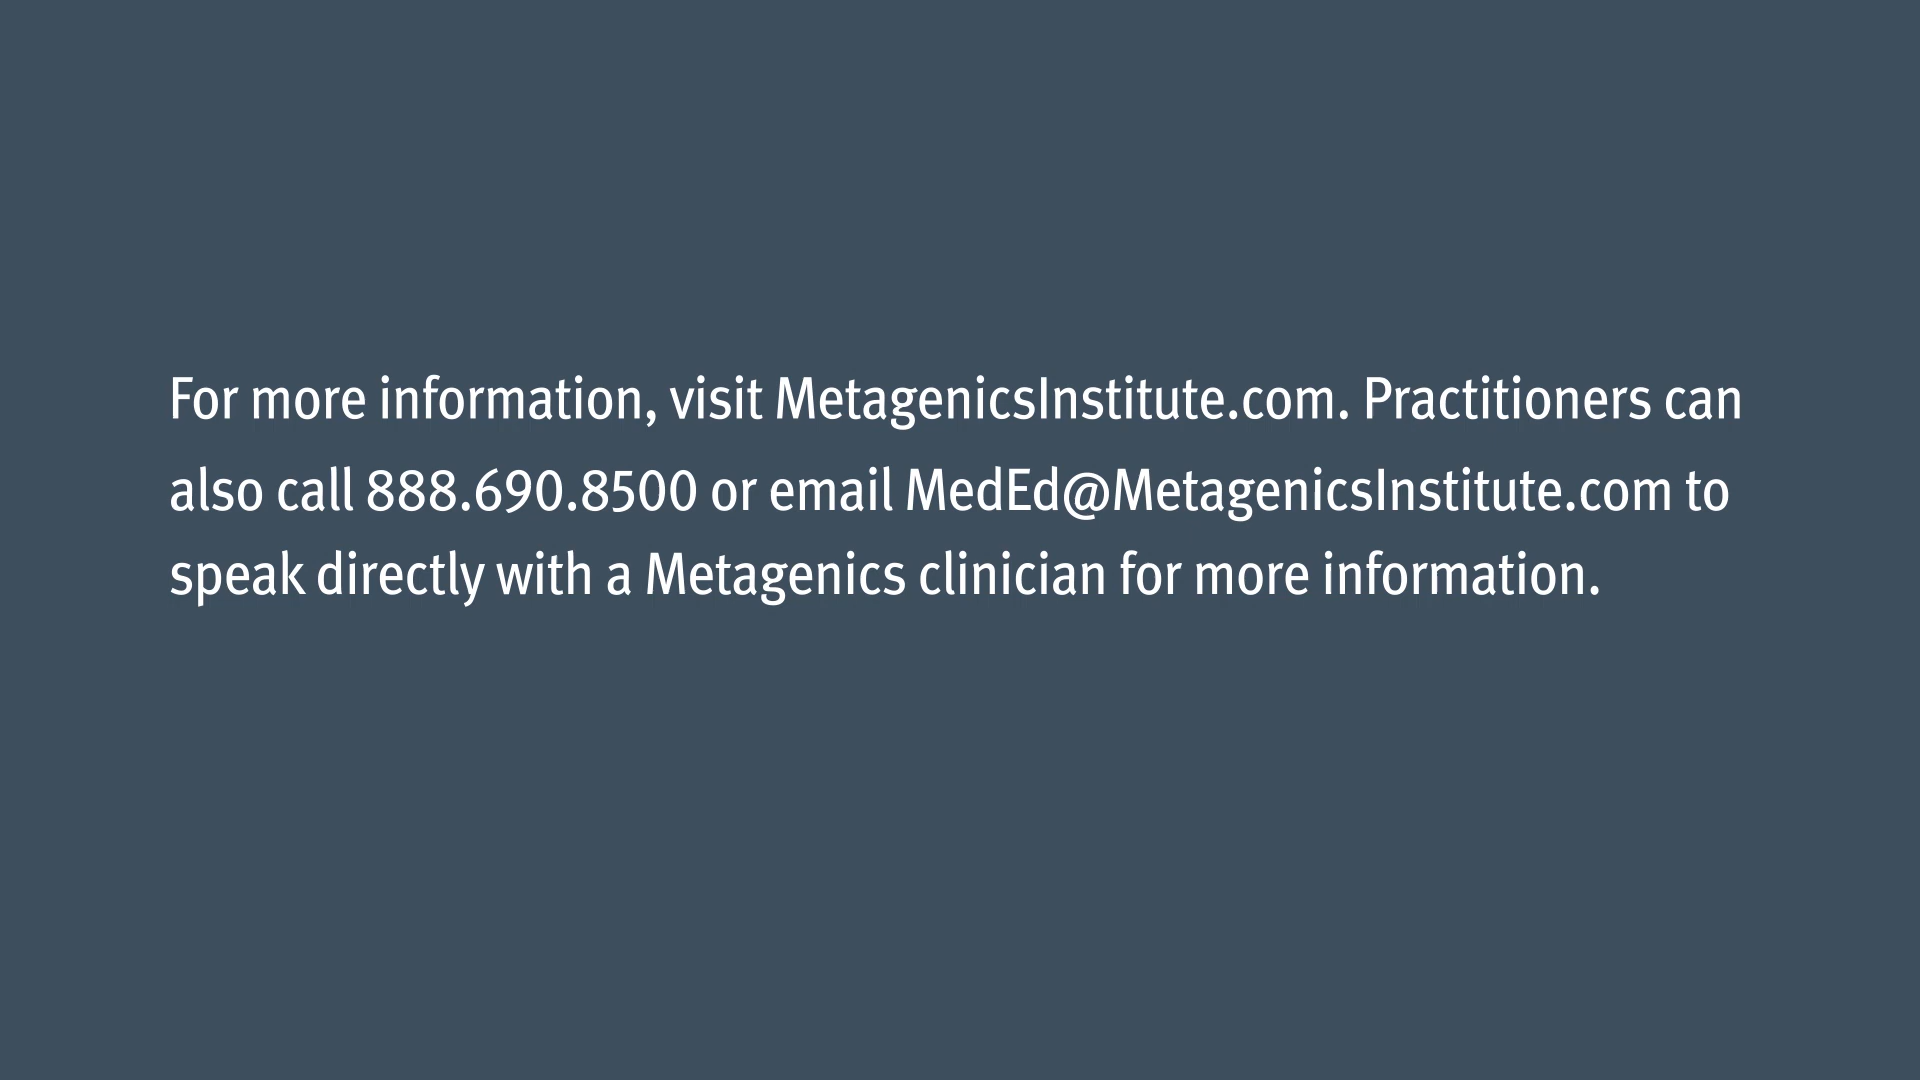 For more information, visit MetagenicsInstitute.com. Practitioners can
also call 888.690.8500 or email MedEd@MetagenicsInstitute.com to
speak directly with a Metagenics clinician for more information.